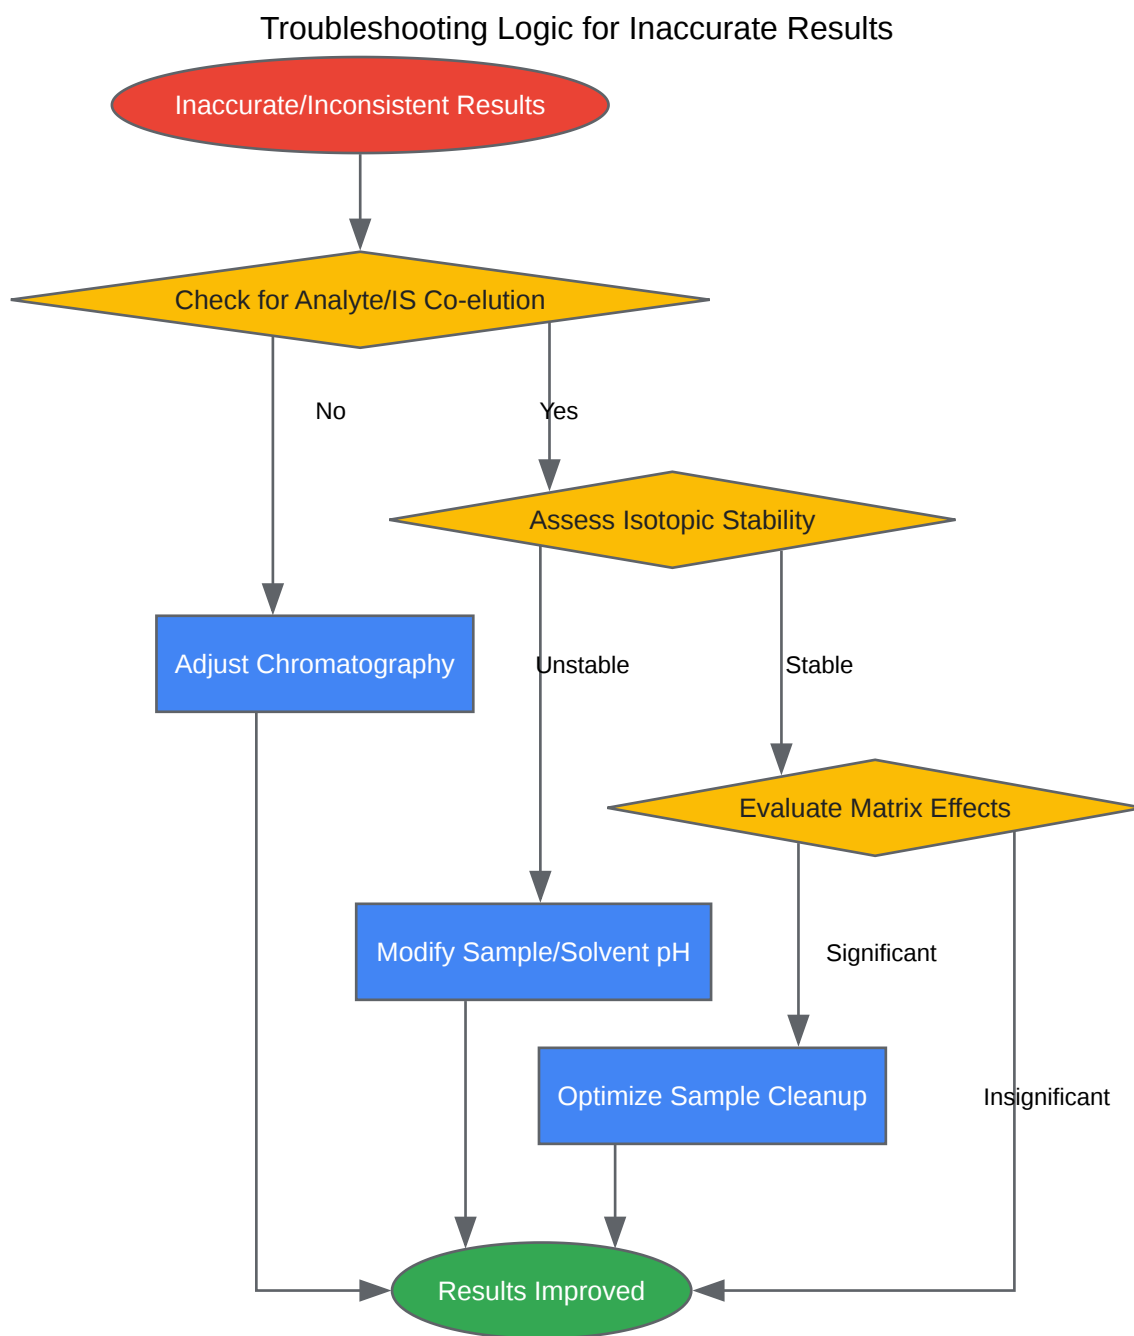 Troubleshooting Logic for Inaccurate Results
Inaccurate/Inconsistent Results
Check for Analyte/IS Co-elution
No
Yes
Assess Isotopic Stability
Adjust Chromatography
Unstable
Stable
Evaluate Matrix Effects
Modify Sample/Solvent pH
Significant
Optimize Sample Cleanup
Insignificant
Results Improved